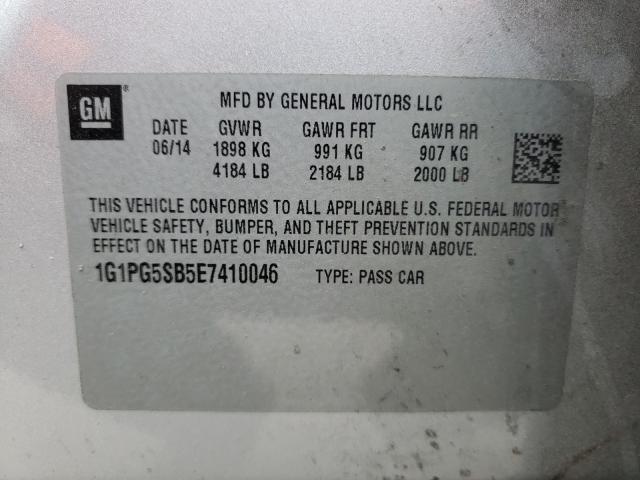 GM
®
MFD BY GENERAL MOTORS LLC
DATE GVWR GAWR FRT GAWR RR
06/14 1898 KG 991 KG 907 KG
4184 LB 2184 LB 2000 LB
THIS VEHICLE CONFORMS TO ALL APPLICABLE U.S. FEDERAL MOTOR
VEHICLE SAFETY, BUMPER, AND THEFT PREVENTION STANDARDS IN
EFFECT ON THE DATE OF MANUFACTURE SHOWN ABOVE.
1G1PG5SB5E7410046 TYPE: PASS CAR